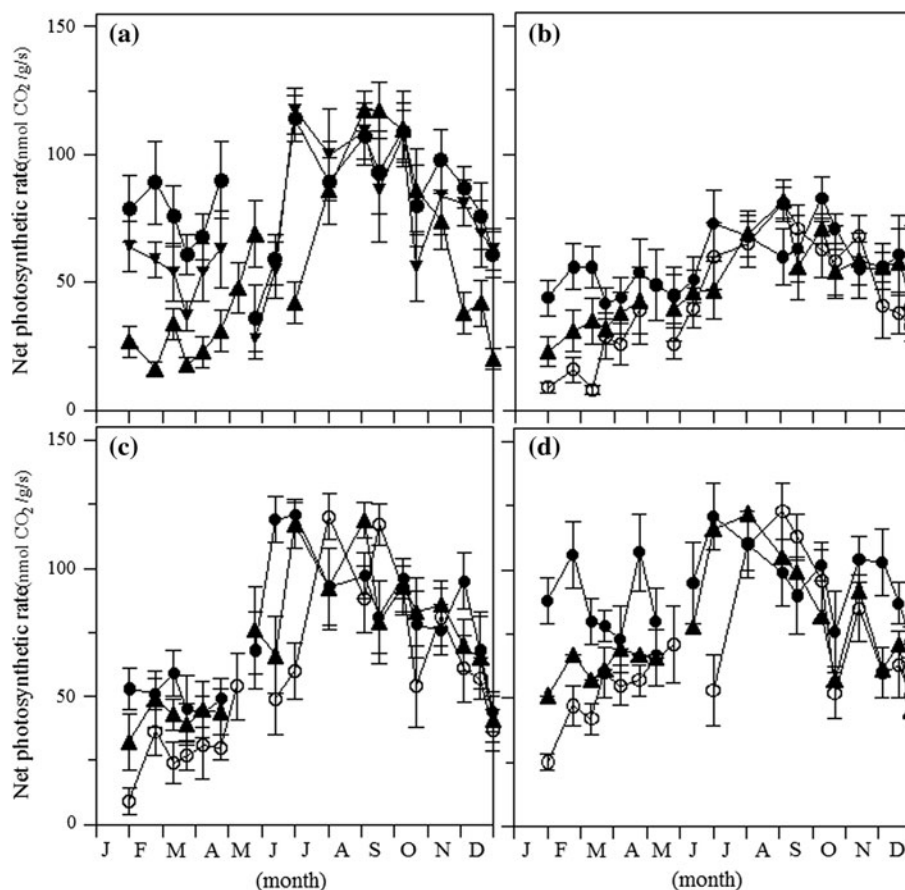 150
(a)
(b)
100
50
0
Net photosynthetic rate(nmol CO₂ /g/s)
150
(c)
(d)
100
50
0
Net photosynthetic rate(nmol CO₂ /g/s)
J F M A M J J A S O N D
J F M A M J J A S O N D
(month)
(month)